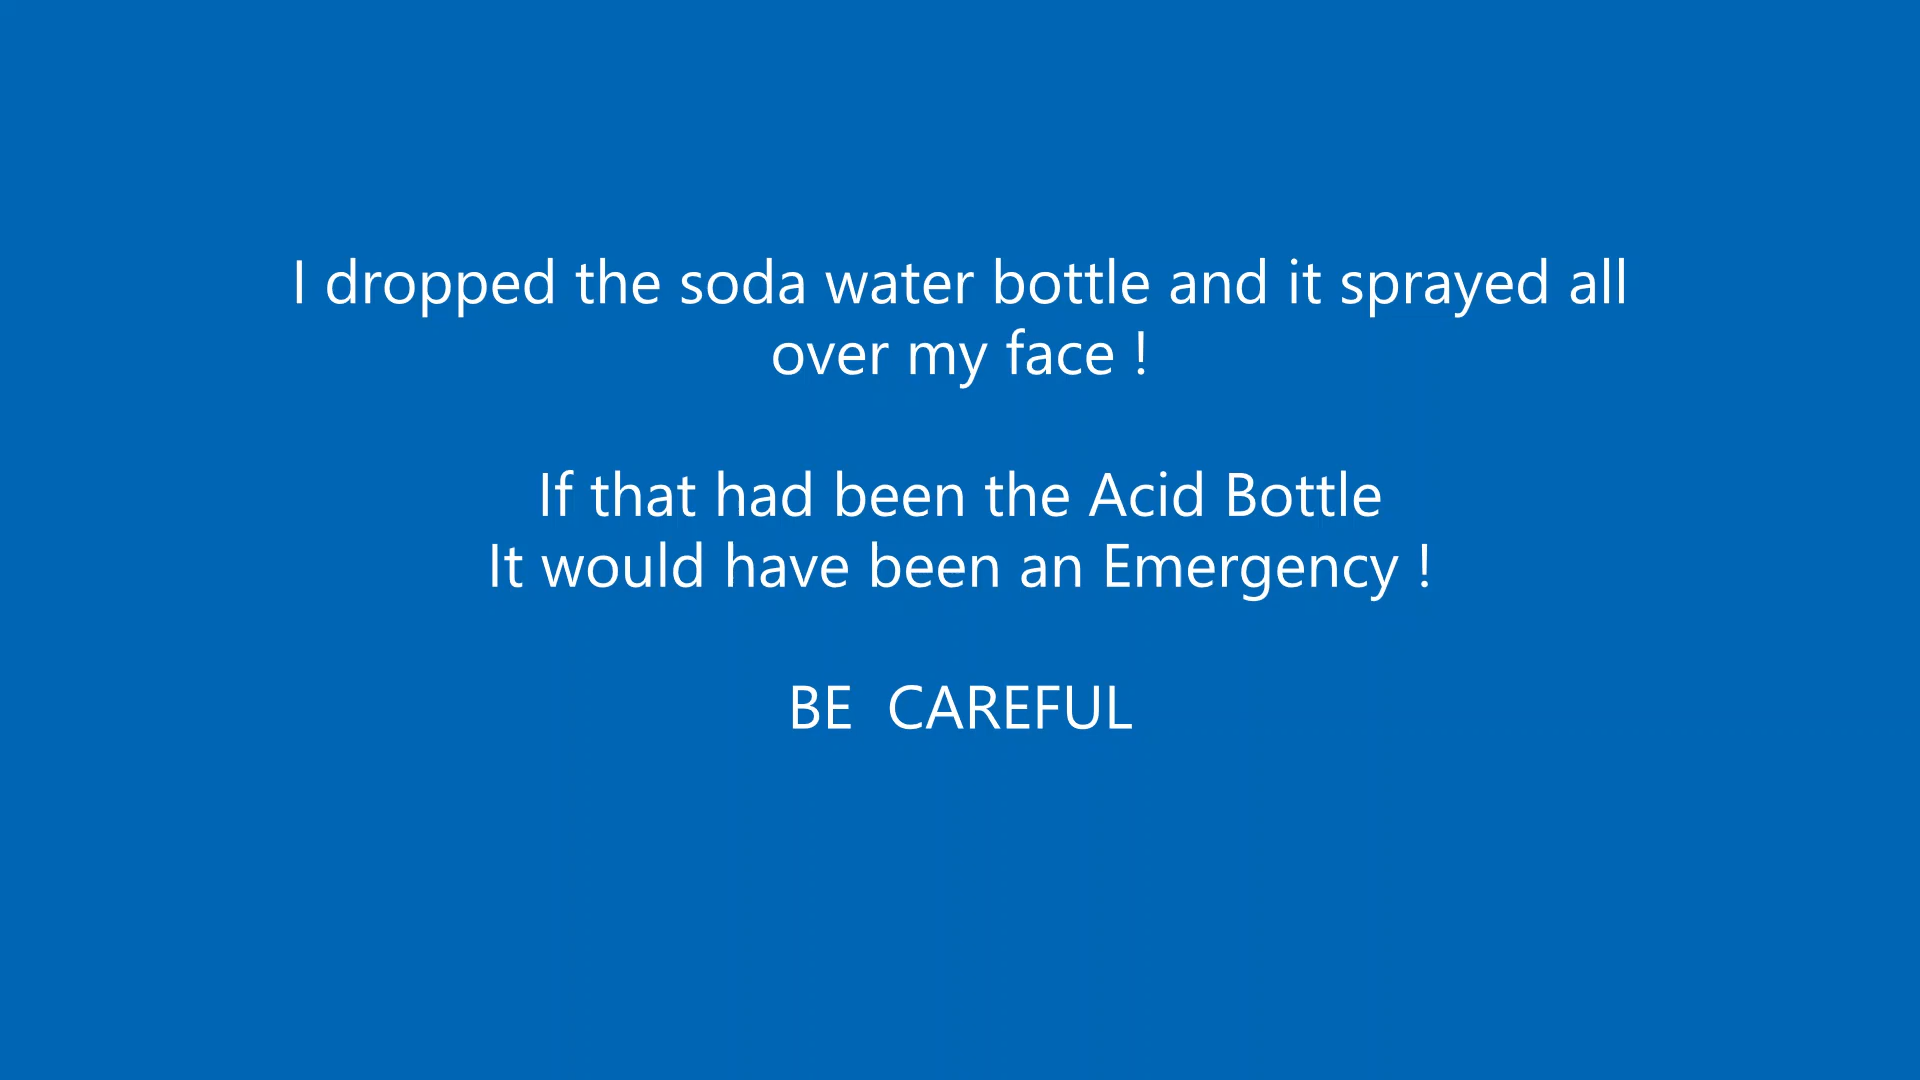 I dropped the soda water bottle and it sprayed all
over my face !
If that had been the Acid Bottle
It would have been an Emergency !
BE  CAREFUL